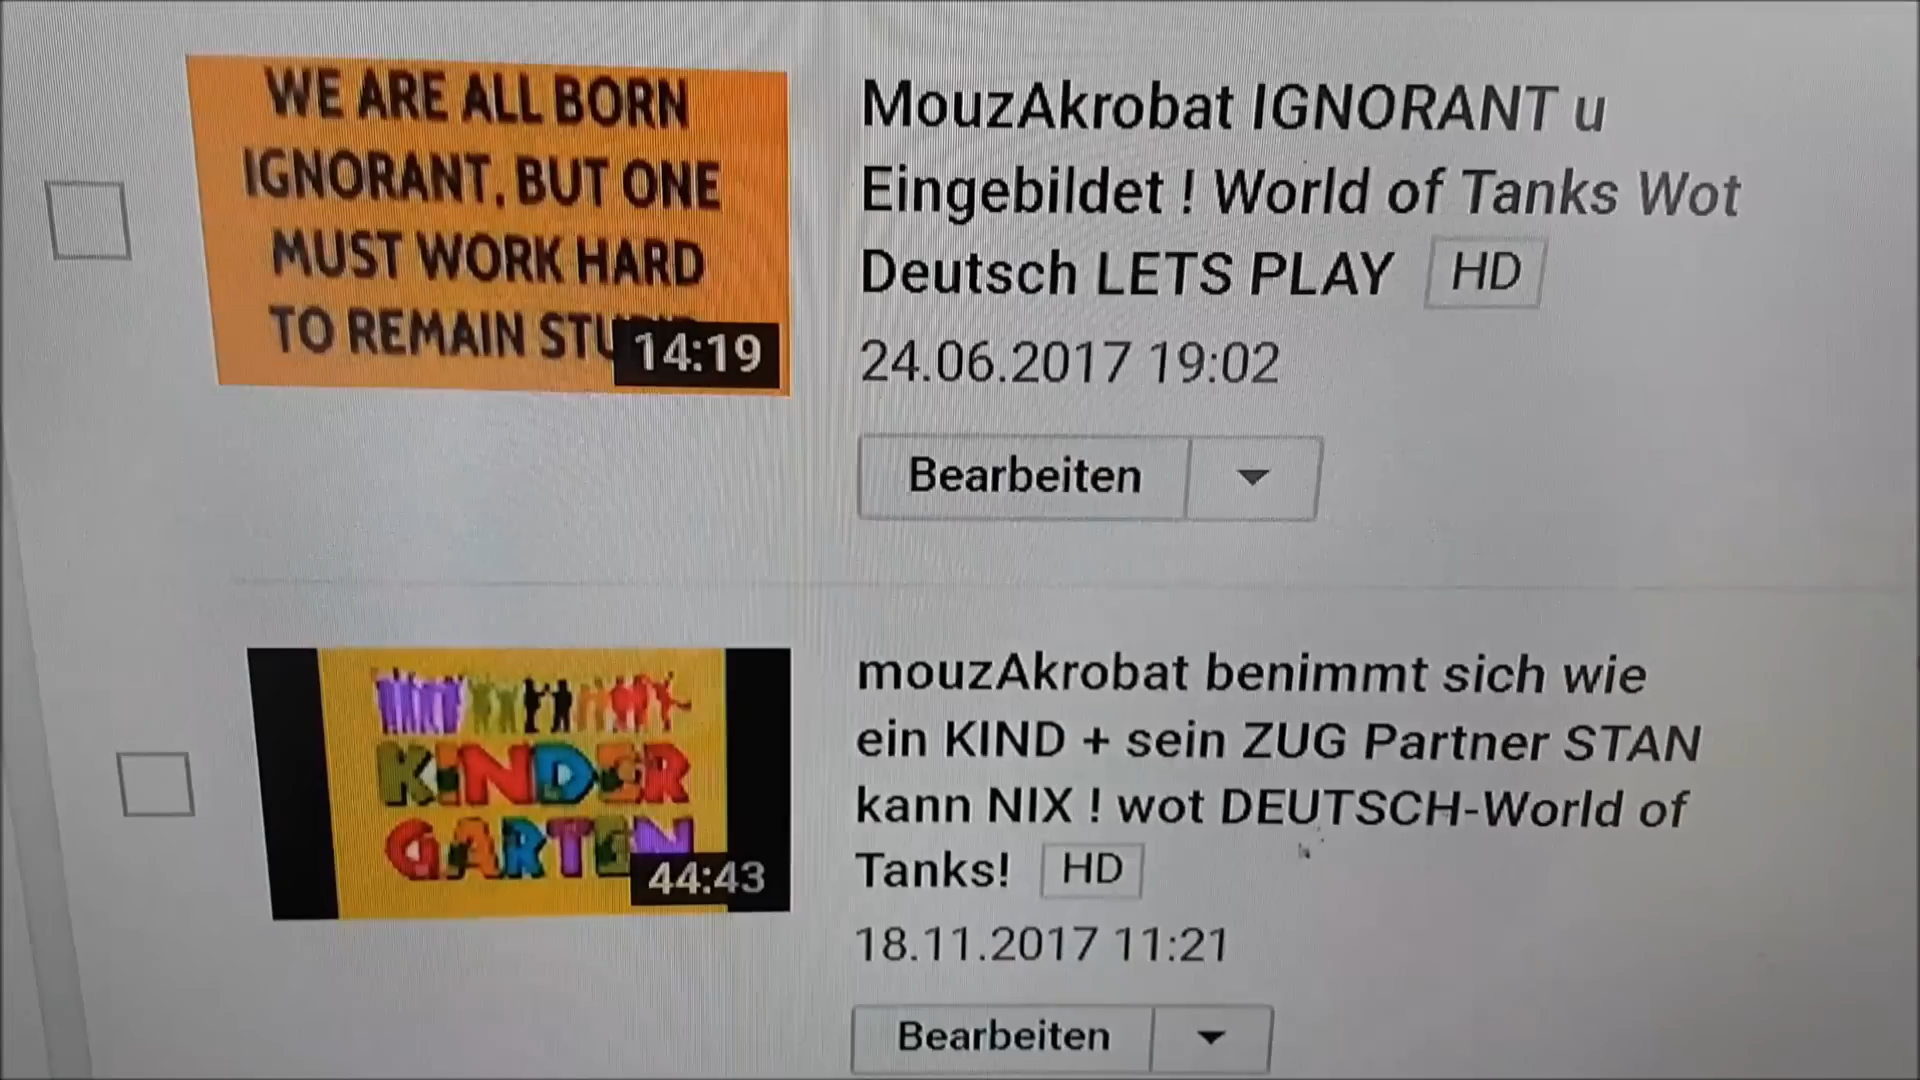 WE ARE ALL BORN
IGNORANT, BUT ONE
MUST WORK HARD
TO REMAIN
14:19
MouzAkrobat IGNORANT u
Eingebildet ! World of Tanks Wot
Deutsch LETS PLAY HD
24.06.2017 19:02
Bearbeiten
KINDER
GARTEN
44:43
mouzAkrobat benimmt sich wie
ein KIND + sein ZUG Partner STAN
kann NIX ! wot DEUTSCH-World of
Tanks! HD
18.11.2017 11:21
Bearbeiten